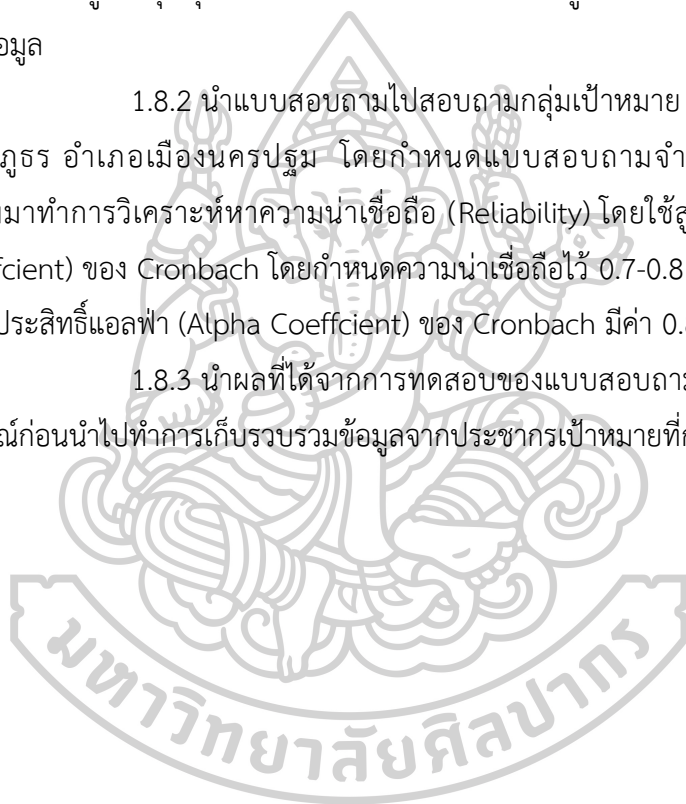 อมูล
1.8.2 นำแบบสอบถามไปสอบถามกลุ่มเป้าหมาย
ภูธร อำเภอเมืองนครปฐม โดยกำหนดแบบสอบถามจำ
มาทำการวิเคราะห์หาความน่าเชื่อถือ (Reliability) โดยใช้สู
fcient) ของ Cronbach โดยกำหนดความน่าเชื่อถือไว้ 0.7-0.8
ประสิทธิ์แอลฟา (Alpha Coeffcient) ของ Cronbach มีค่า 0.
1.8.3 นำผลที่ได้จากการทดสอบของแบบสอบถาม
ณ์ก่อนนำไปทำการเก็บรวบรวมข้อมูลจากประชากรเป้าหมายที่ก
มหาวิทยาลัยศิลปากร